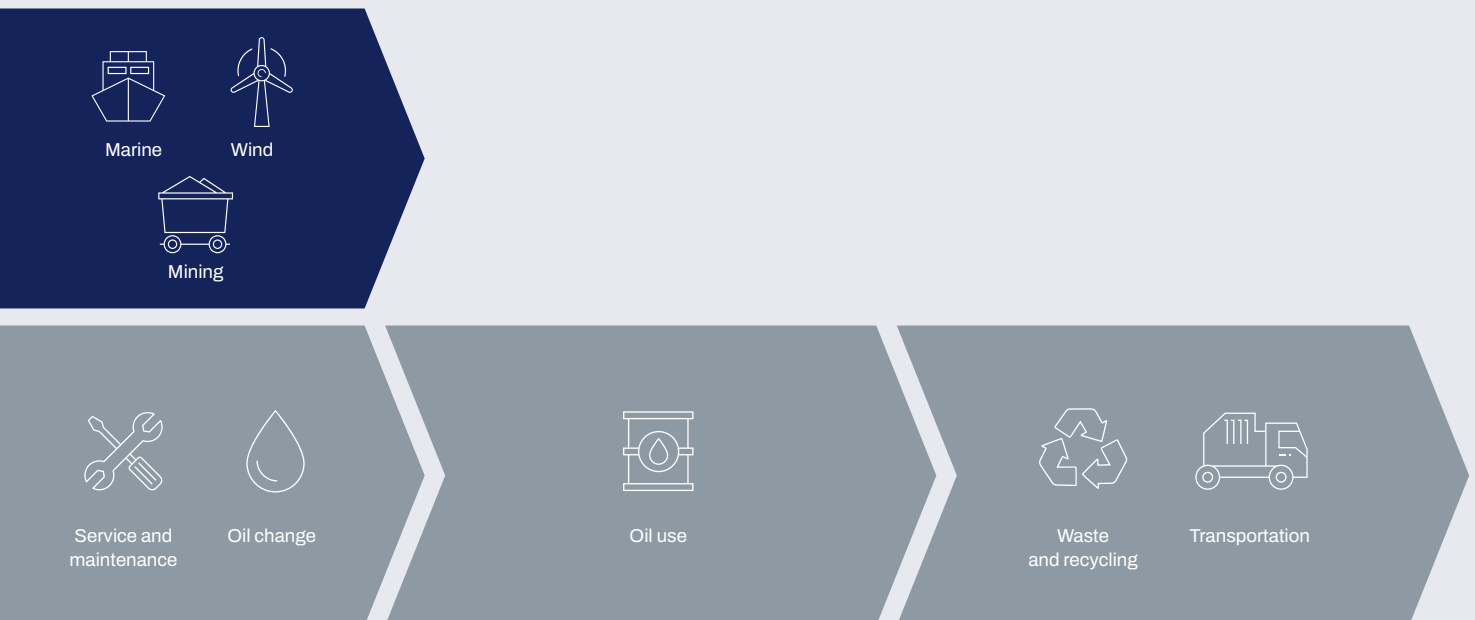 Marine
Wind
Mining
Service and
maintenance
Oil change
Oil use
Waste
and recycling
Transportation